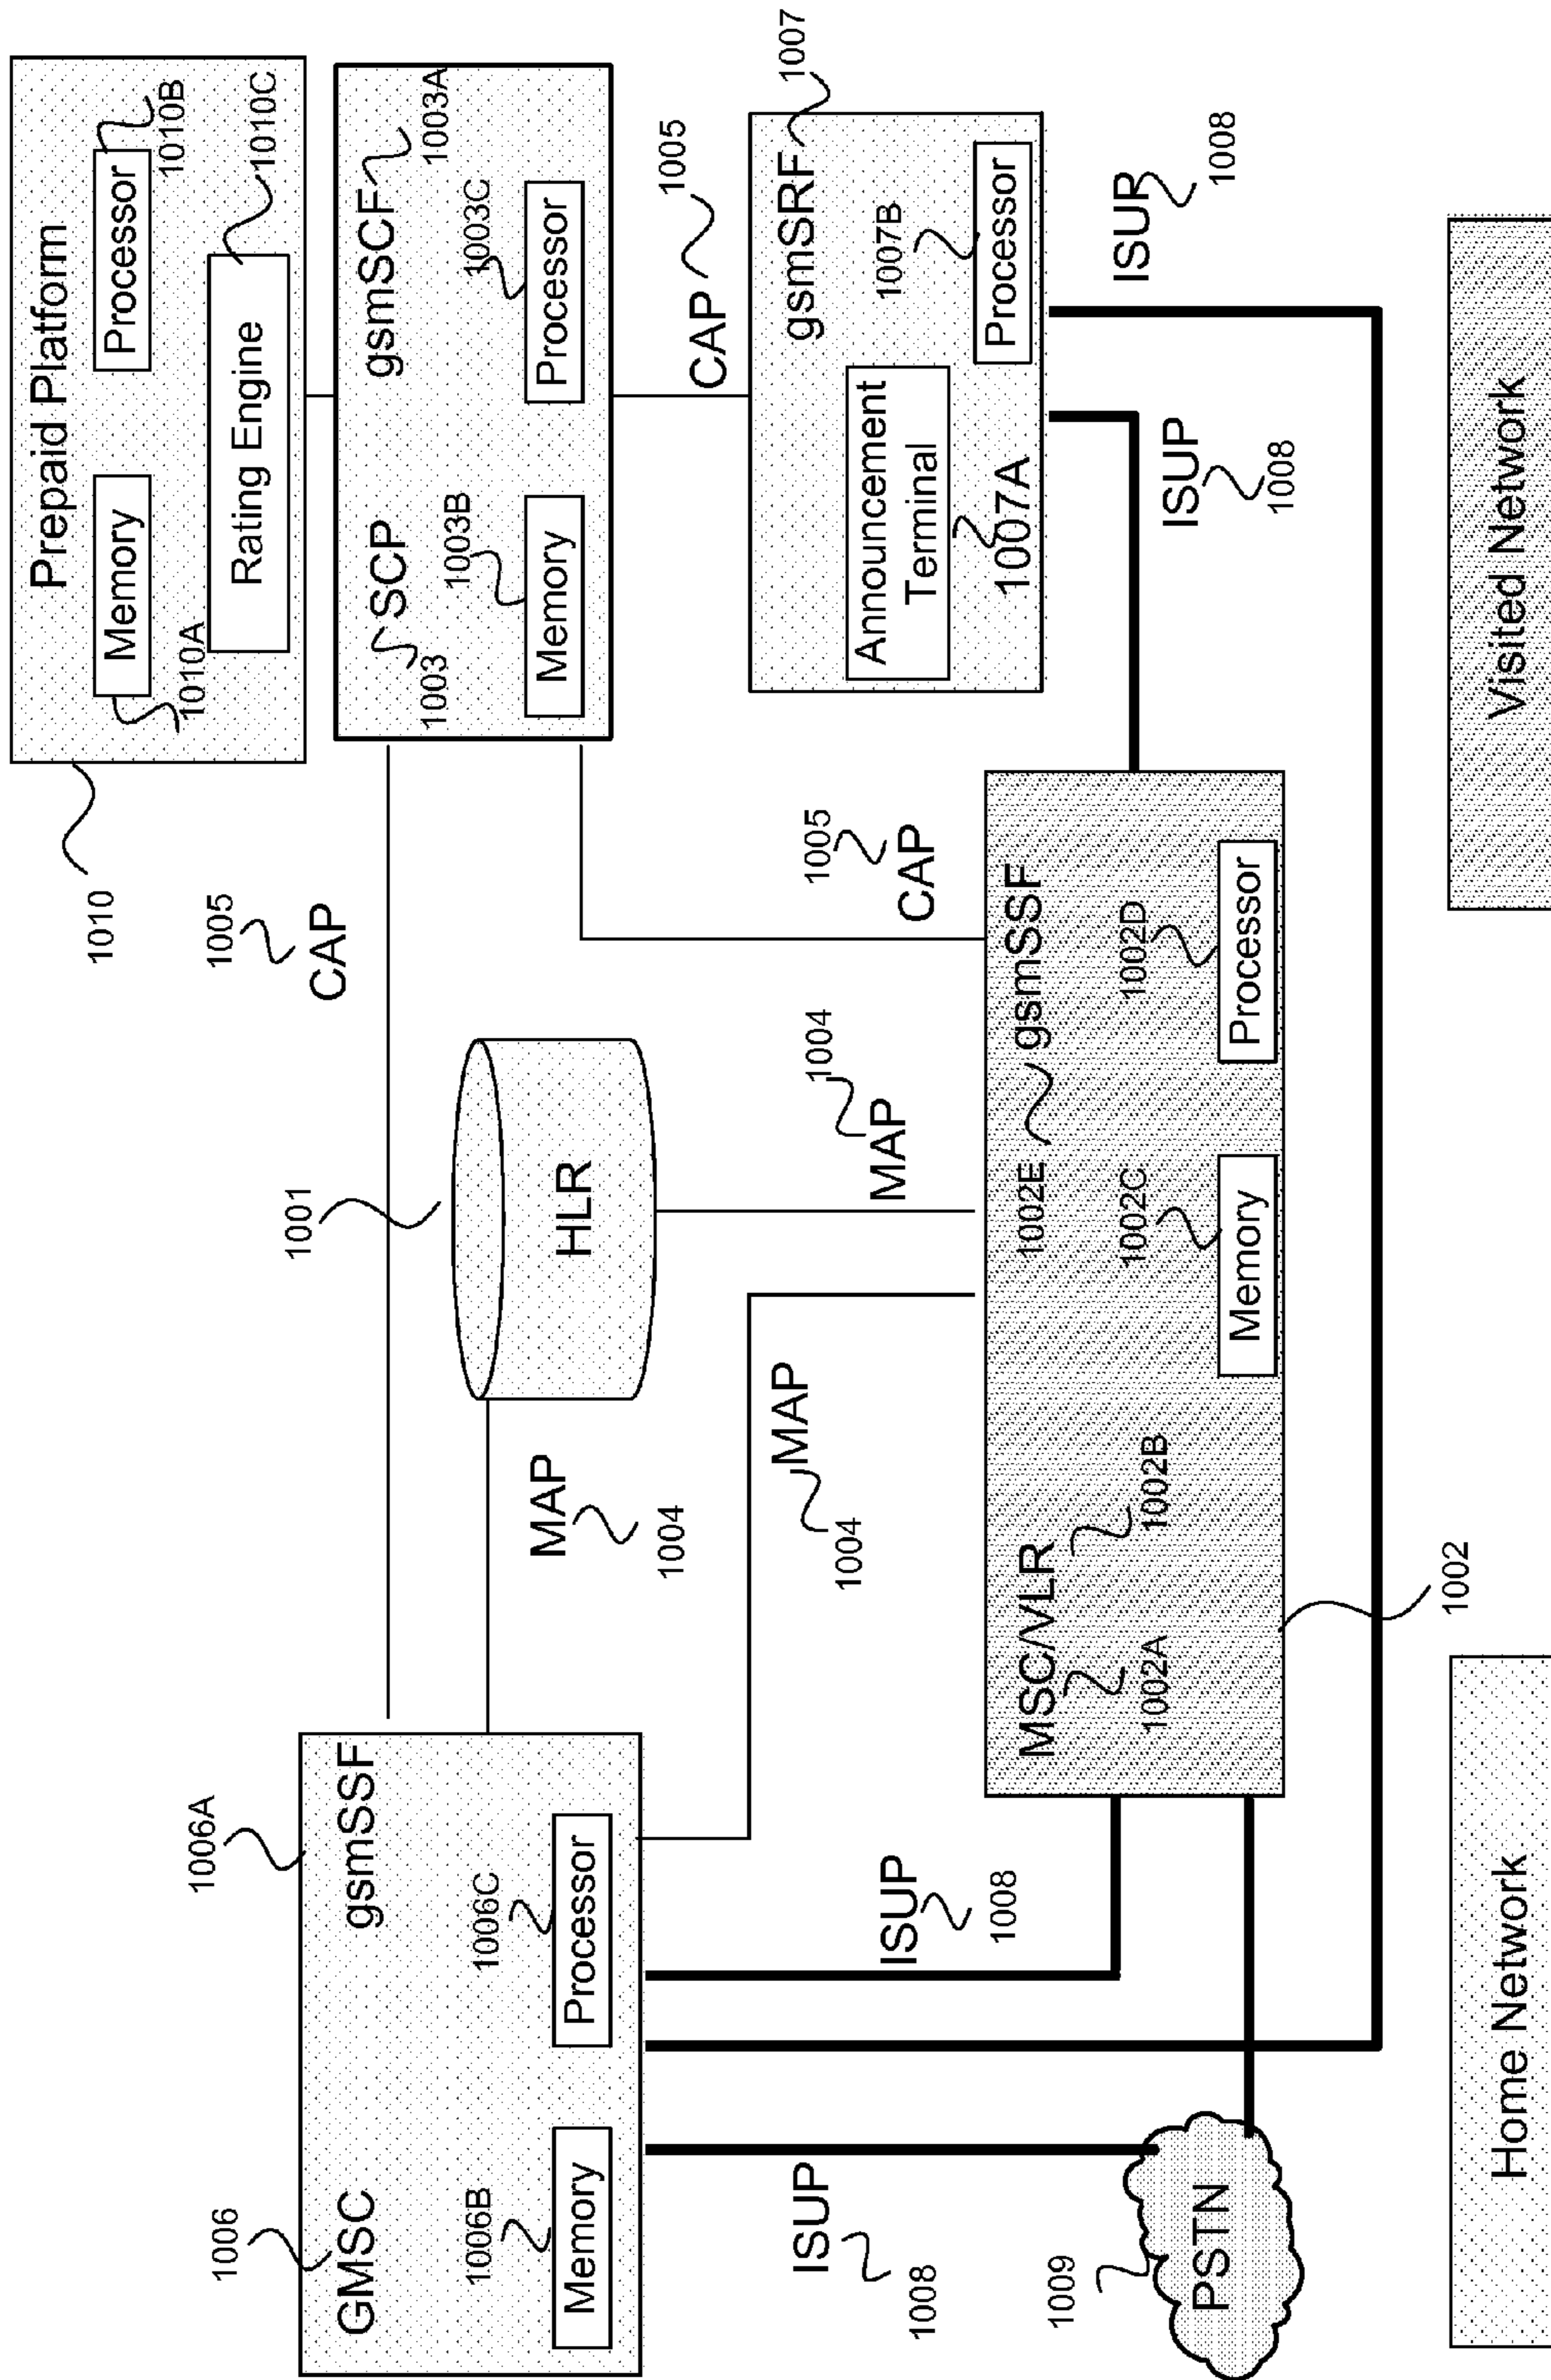 1006
GMSC
1006A
gsmSSF
1006B
Memory
1006C
Processor
1005
CAP
1010
Prepaid Platform
Memory
1010A
Processor
1010B
Rating Engine
1010C
SCP
1003
gsmSCF
1003A
1003B
Memory
1003C
Processor
1001
HLR
MAP
1004
MAP
1004
MAP
1004
1005
CAP
CAP
1005
gsmSRF
1007
Announcement
Terminal
1007A
1007B
Processor
ISUP
1008
ISUP
1008
ISUP
1008
ISUP
1008
1009
PSTN
MSC/VLR
1002A
1002B
1002E
gsmSSF
1002C
Memory
1002D
Processor
1002
Home Network
Visited Network